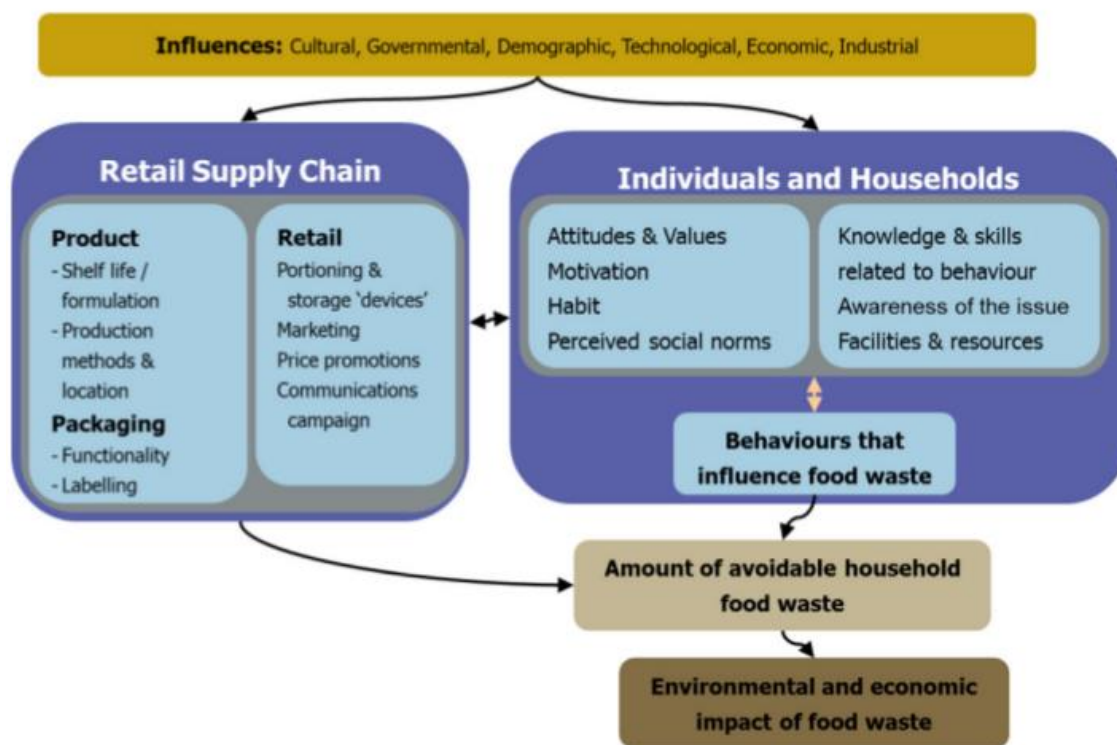 Influences: Cultural, Governmental, Demographic, Technological, Economic, Industrial
Retail Supply Chain
Product
- Shelf life /
formulation
- Production
methods &
location
Packaging
- Functionality
- Labelling
Retail
Portioning &
storage ‘devices’
Marketing
Price promotions
Communications
campaign
Individuals and Households
Attitudes & Values
Motivation
Habit
Perceived social norms
Knowledge & skills
related to behaviour
Awareness of the issue
Facilities & resources
Behaviours that
influence food waste
Amount of avoidable household
food waste
Environmental and economic
impact of food waste